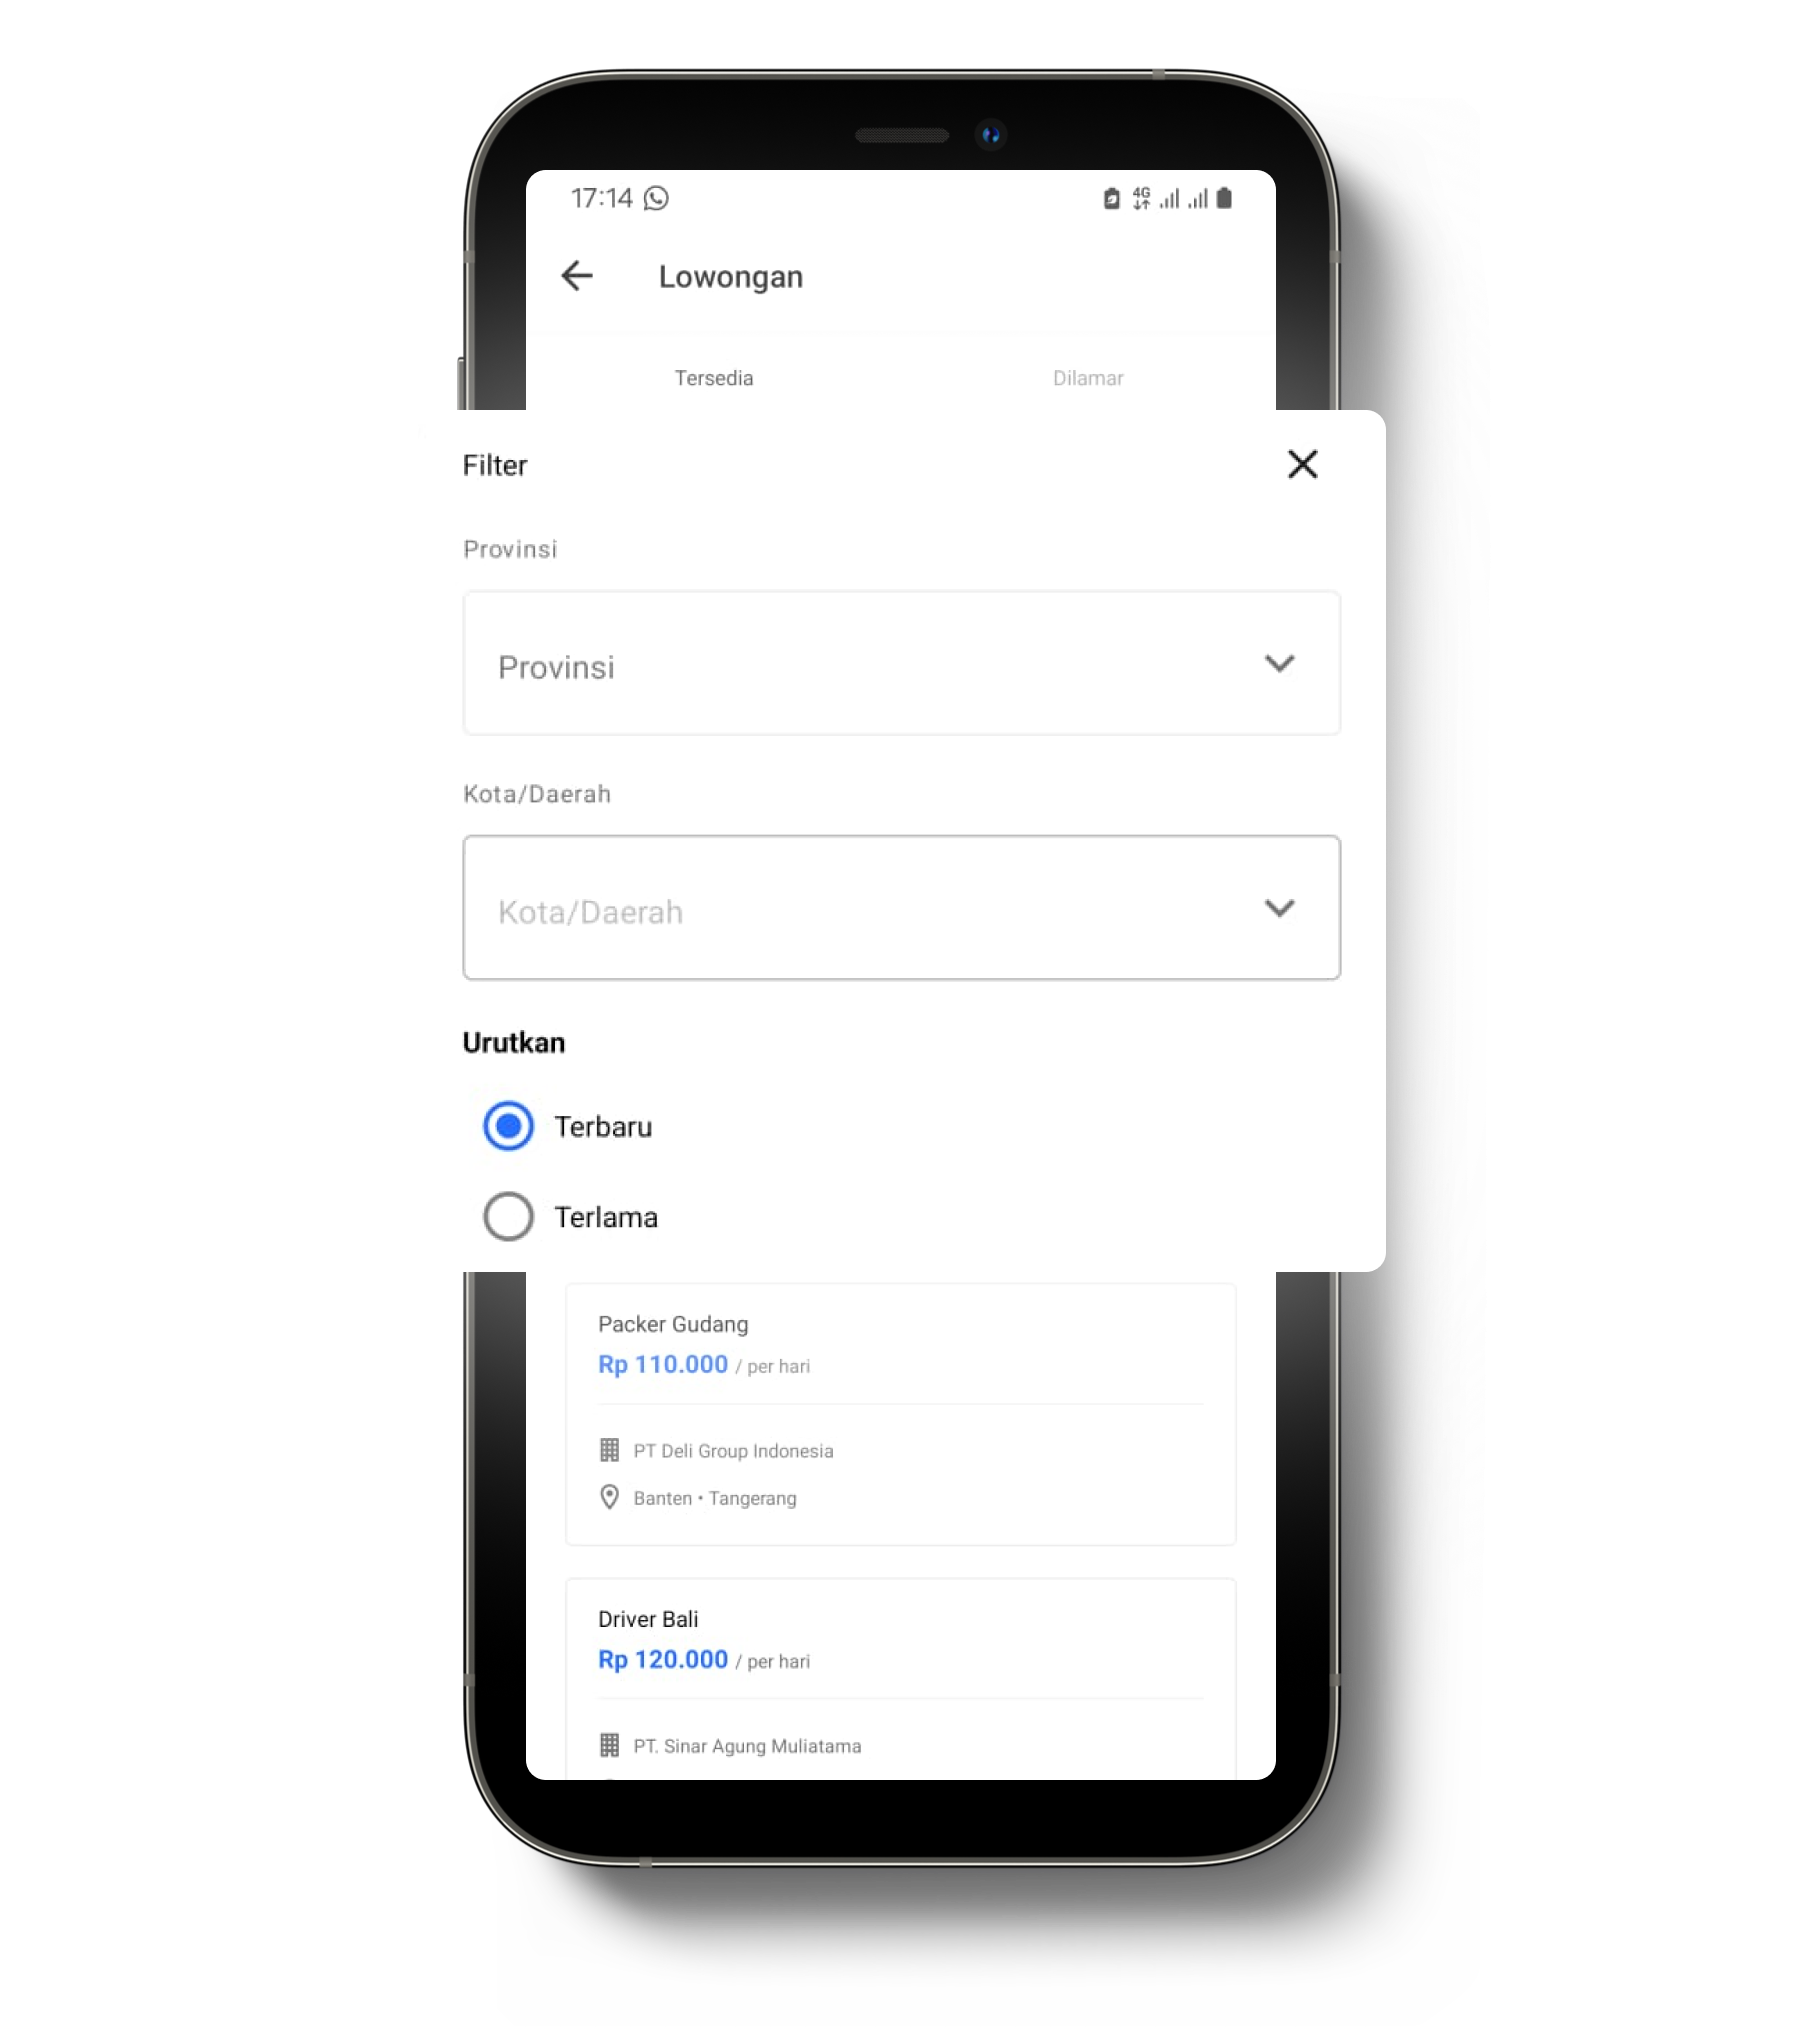 17:14
4G
Lowongan
Tersedia Dilamar
Filter
Provinsi
Provinsi
Kota/Daerah
Kota/Daerah
Urutkan
Terbaru
Terlama
Packer Gudang
Rp 110.000 / per hari
PT Deli Group Indonesia
Banten • Tangerang
Driver Bali
Rp 120.000 / per hari
PT. Sinar Agung Muliatama